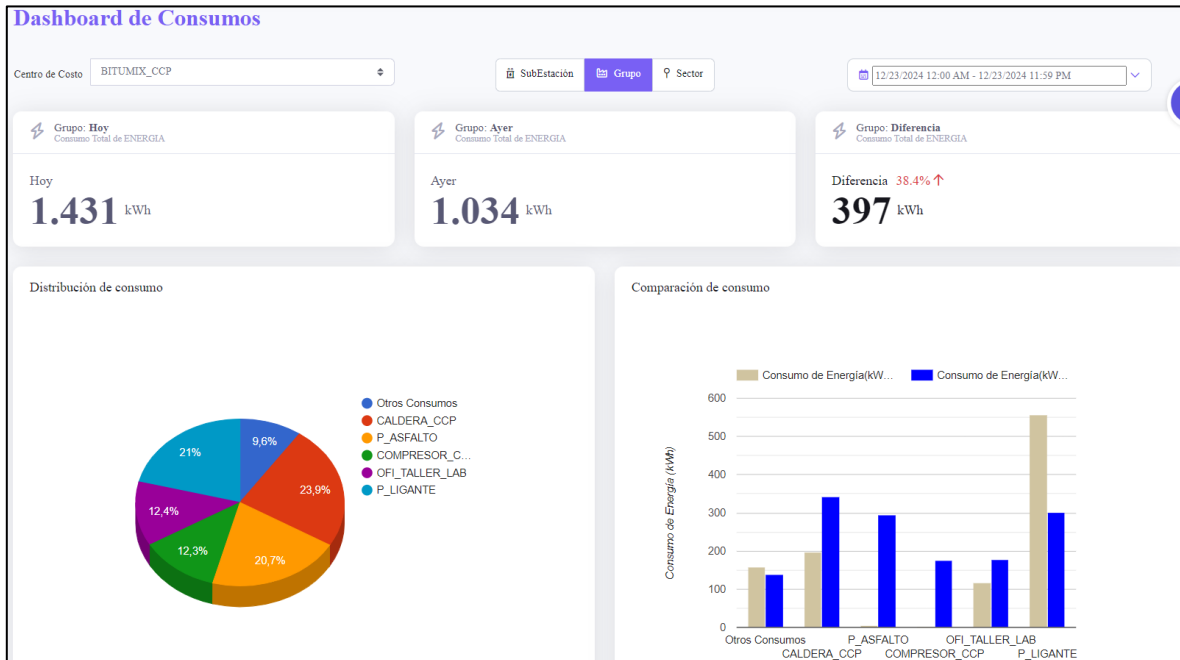 Dashboard de Consumos
Centro de Costo BITUMIX_CCP SubEstación Grupo Sector 12/23/2024 12:00 AM - 12/23/2024 11:59 PM
Grupo: Hoy
Consumo Total de ENERGIA
Hoy
1.431 kWh
Grupo: Ayer
Consumo Total de ENERGIA
Ayer
1.034 kWh
Grupo: Diferencia
Consumo Total de ENERGIA
Diferencia 38.4%
397 kWh
Distribución de consumo
9,6%
23,9%
20,7%
12,3%
12,4%
21%
Otros Consumos
CALDERA_CCP
P_ASFALTO
COMPRESOR_C...
OFI_TALLER_LAB
P_LIGANTE
Comparación de consumo
Consumo de Energía(kW... Consumo de Energía(kW...
Consumo de Energía (kWh)
600
500
400
300
200
100
0
Otros Consumos P_ASFALTO OFI_TALLER_LAB
CALDERA_CCP COMPRESOR_CCP P_LIGANTE